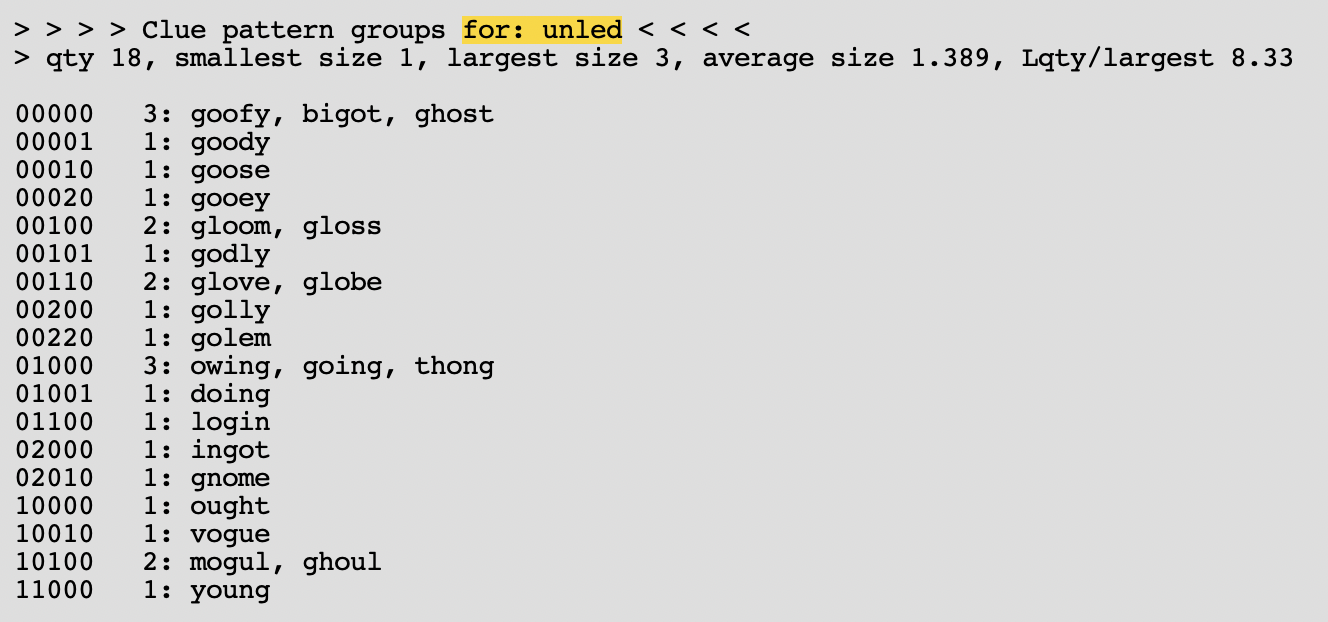 > > > > Clue pattern groups for: unled < < < <
> qty 18, smallest size 1, largest size 3, average size 1.389, Lqty/largest 8.33
00000 3: goofy, bigot, ghost
00001 1: goody
00010 1: goose
00020 1: gooey
00100 2: gloom, gloss
00101 1: godly
00110 2: glove, globe
00200 1: golly
00220 1: golem
01000 3: owing, going, thong
01001 1: doing
01100 1: login
02000 1: ingot
02010 1: gnome
10000 1: ought
10010 1: vogue
10100 2: mogul, ghoul
11000 1: young